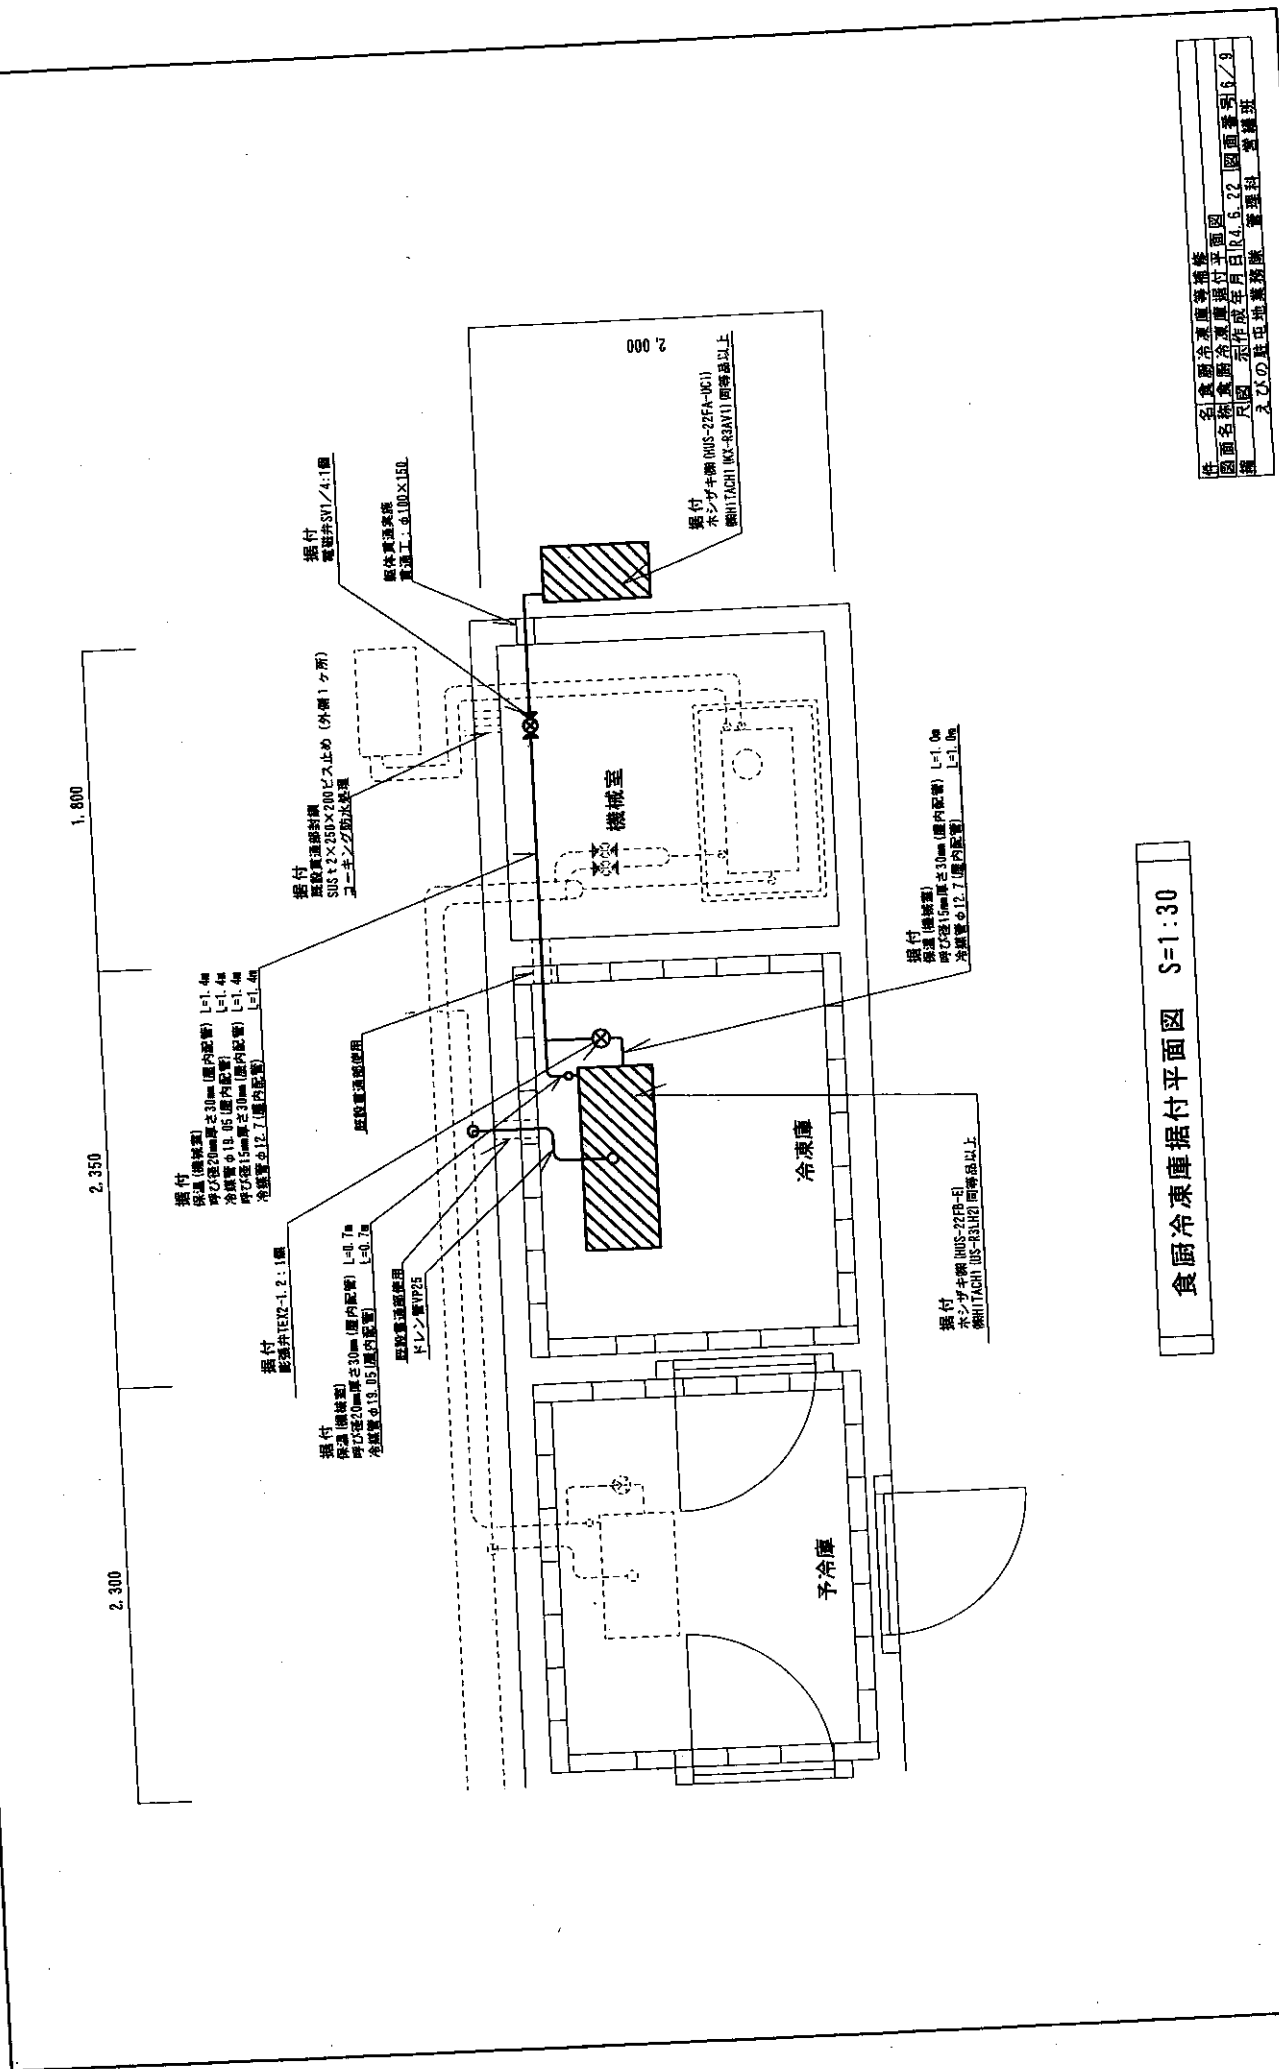 2,300
2,350
1,800
据付
膨張弁TEX2-1.2:1個
据付
保温(機械室)
呼び径20mm厚さ30mm(屋内配管) L=1.4m
冷媒管φ19.05(屋内配管) L=1.4m
呼び径15mm厚さ30mm(屋内配管) L=1.4m
冷媒管φ12.7(屋内配管) L=1.4m
据付
既設貫通部封鎖
SUSt2×250×200ビス止め(外側1ヶ所)
コーキング防水処理
据付
電磁弁SV1/4:1個
躯体貫通実施
貫通工:φ100×150
据付
保温(機械室)
呼び径20mm厚さ30mm(屋内配管) L=0.7m
冷媒管φ19.05(屋内配管) L=0.7m
既設貫通部使用
ドレン管VP25
既設貫通部使用
2,000
据付
ホシザキ㈱(HUS-22FA-UC1)
㈱HITACHI(KX-R3AV1)同等品以上
機械室
冷凍庫
予冷庫
据付
保温(機械室)
呼び径15mm厚さ30mm(屋内配管) L=1.0m
冷媒管φ12.7(屋内配管) L=1.0m
据付
ホシザキ㈱(HUS-22FB-E)
㈱HITACHI(US-R3LH2)同等品以上
食厨冷凍庫据付平面図 S=1:30
件名 食厨冷凍庫等補修
図面名称 食厨冷凍庫据付平面図
縮尺 図示 作成年月日 R4.6.22 図面番号 6/9
えびの駐屯地業務隊 管理科 営繕班